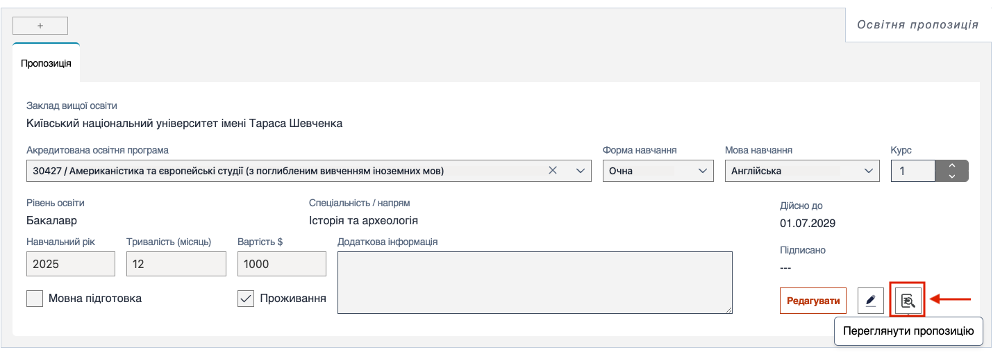 +
Освітня пропозиція
Пропозиція
Заклад вищої освіти
Київський національний університет імені Тараса Шевченка
Акредитована освітня програма
Форма навчання
Мова навчання
Курс
30427 / Американістика та європейські студії (з поглибленим вивченням іноземних мов)
Очна
Англійська
1
Рівень освіти
Спеціальність / напрям
Дійсно до
Бакалавр
Історія та археологія
01.07.2029
Навчальний рік
Тривалість (місяць)
Вартість $
Додаткова інформація
Підписано
2025
12
1000
---
Мовна підготовка
Проживання
Редагувати
Переглянути пропозицію